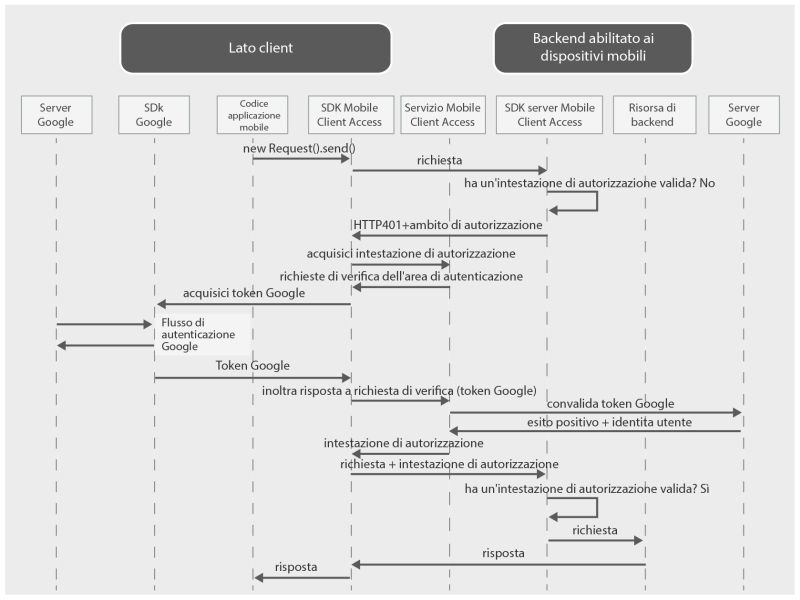 Lato client
Backend abilitato ai
dispositivi mobili
Server
Google
SDk
Google
Codice
applicazione
mobile
SDK Mobile
Client Access
Servizio Mobile
Client Access
SDK server Mobile
Client Access
Risorsa di
backend
Server
Google
new Request().send()
richiesta
ha un'intestazione di autorizzazione valida? No
HTTP401+ambito di autorizzazione
acquisici intestazione di autorizzazione
richieste di verifica dell'area di autenticazione
acquisici token Google
Flusso di
autenticazione
Google
Token Google
inoltra risposta a richiesta di verifica (token Google)
convalida token Google
esito positivo + identita utente
intestazione di autorizzazione
richiesta + intestazione di autorizzazione
ha un'intestazione di autorizzazione valida? Sì
richiesta
risposta
risposta